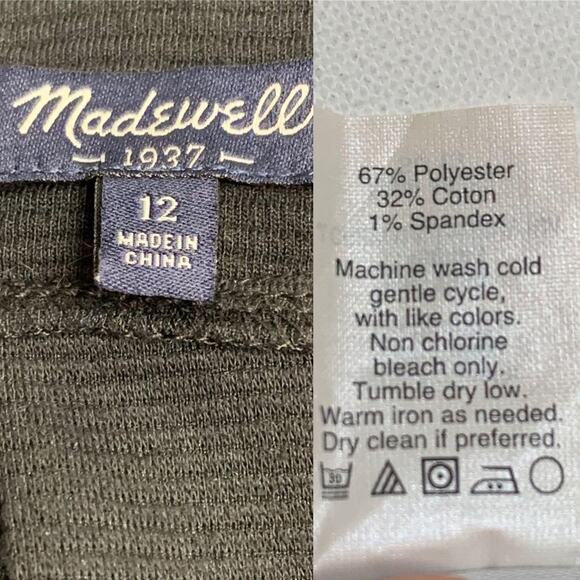 Madewell
1937
12
MADE IN
CHINA
67% Polyester
32% Coton
1% Spandex
Machine wash cold
gentle cycle,
with like colors.
Non chlorine
bleach only.
Tumble dry low.
Warm iron as needed.
Dry clean if preferred.
30